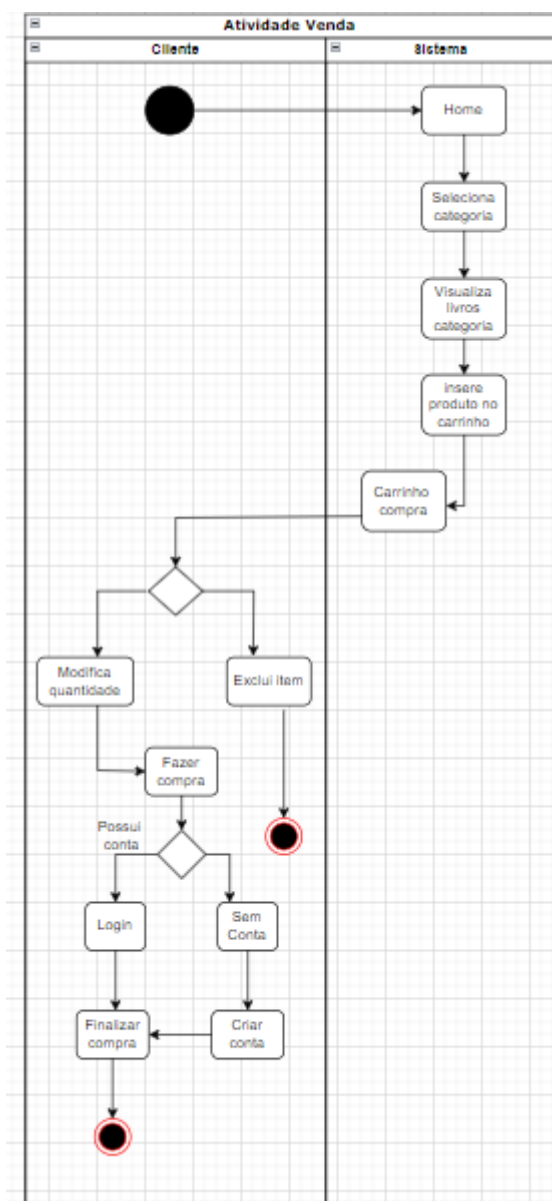 Atividade Venda
Cliente
Sistema
Home
Seleciona
categoria
Visualiza
livros
categoria
insere
produto no
carrinho
Carrinho
compra
Modifica
quantidade
Exclui item
Fazer
compra
Possui
conta
Login
Sem
Conta
Finalizar
compra
Criar
conta